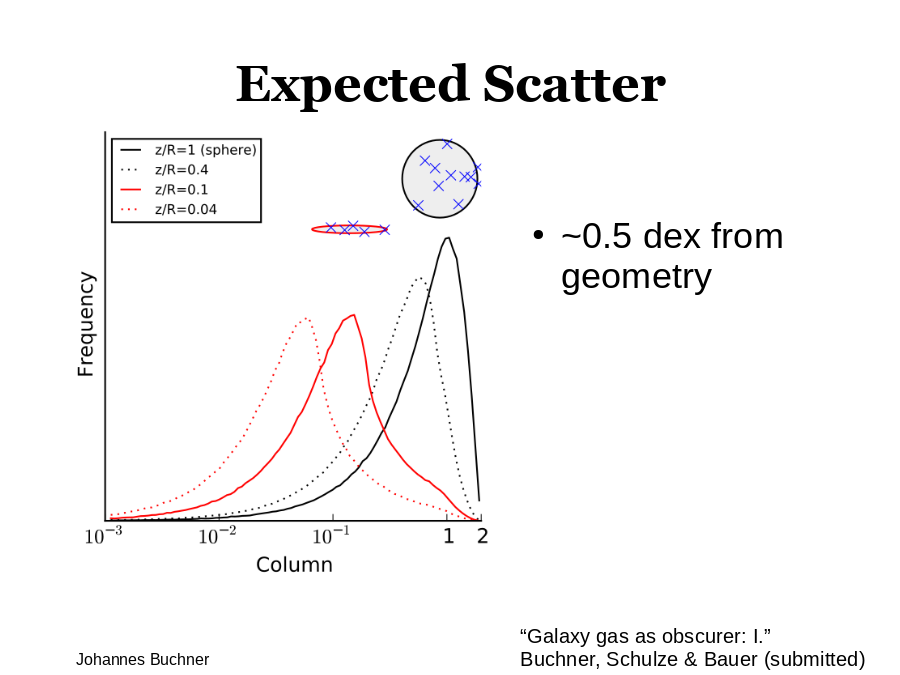 Expected Scatter
z/R=1 (sphere)
z/R=0.4
z/R=0.1
z/R=0.04
Frequency
10⁻³ 10⁻² 10⁻¹ 1 2
Column
• ~0.5 dex from
geometry
“Galaxy gas as obscurer: I.”
Buchner, Schulze & Bauer (submitted)
Johannes Buchner